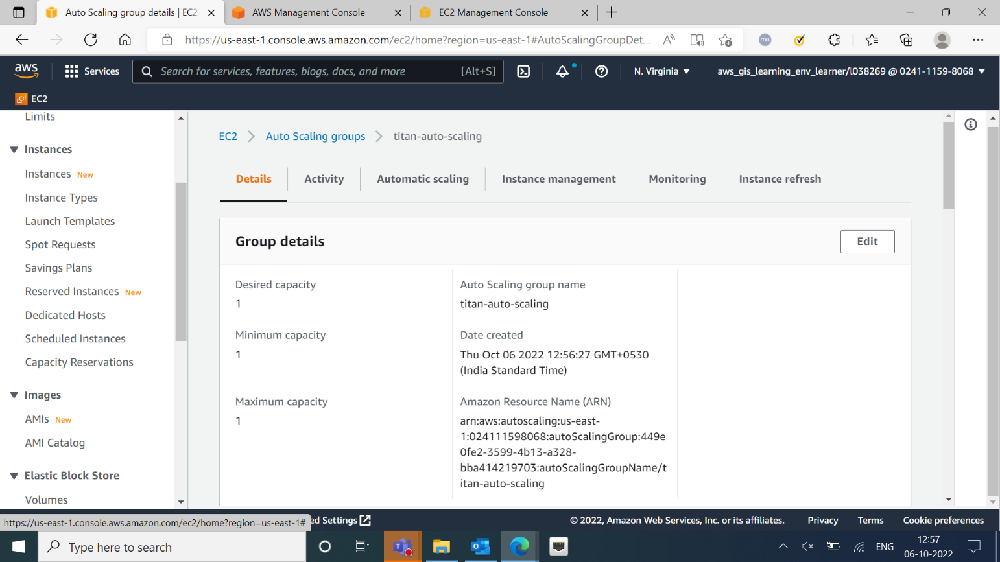 Auto Scaling group details | EC2
AWS Management Console
EC2 Management Console
https://us-east-1.console.aws.amazon.com/ec2/home?region=us-east-1#AutoScalingGroupDet...
me
aws
Services
Search for services, features, blogs, docs, and more
[Alt+S]
N. Virginia
aws_gis_learning_env_learner/l038269 @ 0241-1159-8068
EC2
Limits
Instances
Instances New
Instance Types
Launch Templates
Spot Requests
Savings Plans
Reserved Instances New
Dedicated Hosts
Scheduled Instances
Capacity Reservations
Images
AMIs New
AMI Catalog
Elastic Block Store
Volumes
EC2
Auto Scaling groups
titan-auto-scaling
Details
Activity
Automatic scaling
Instance management
Monitoring
Instance refresh
Group details
Edit
Desired capacity
1
Minimum capacity
1
Maximum capacity
1
Auto Scaling group name
titan-auto-scaling
Date created
Thu Oct 06 2022 12:56:27 GMT+0530
(India Standard Time)
Amazon Resource Name (ARN)
arn:aws:autoscaling:us-east-
1:024111598068:autoScalingGroup:449e
0fe2-3599-4b13-a328-
bba414219703:autoScalingGroupName/t
itan-auto-scaling
https://us-east-1.console.aws.amazon.com/ec2/home?region=us-east-1#
ed Settings
© 2022, Amazon Web Services, Inc. or its affiliates.
Privacy
Terms
Cookie preferences
Type here to search
ENG
12:57
06-10-2022